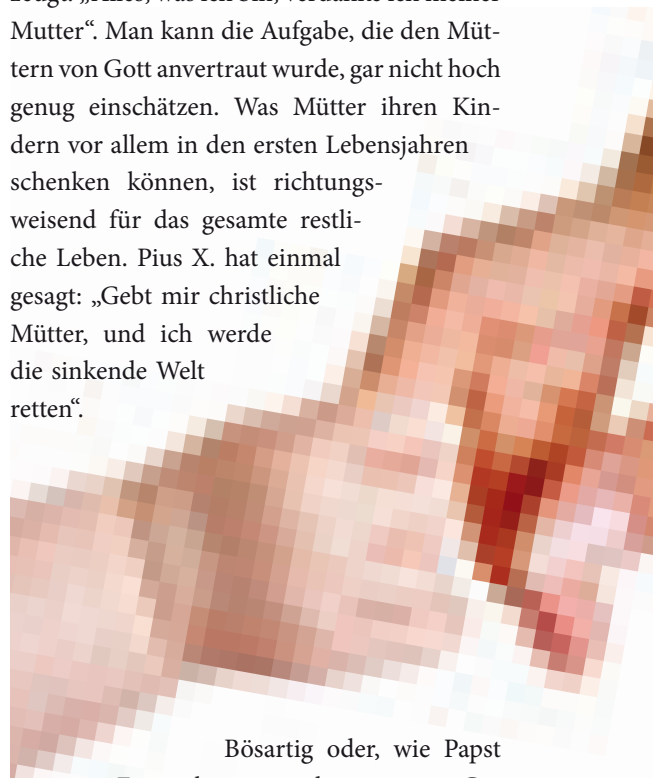 was ich bin, verdanke ich meiner
Mutter“. Man kann die Aufgabe, die den Müt-
tern von Gott anvertraut wurde, gar nicht hoch
genug einschätzen. Was Mütter ihren Kin-
dern vor allem in den ersten Lebensjahren
schenken können, ist richtungs-
weisend für das gesamte restli-
che Leben. Pius X. hat einmal
gesagt: „Gebt mir christliche
Mütter, und ich werde
die sinkende Welt
retten“.
Bösartig oder, wie Papst